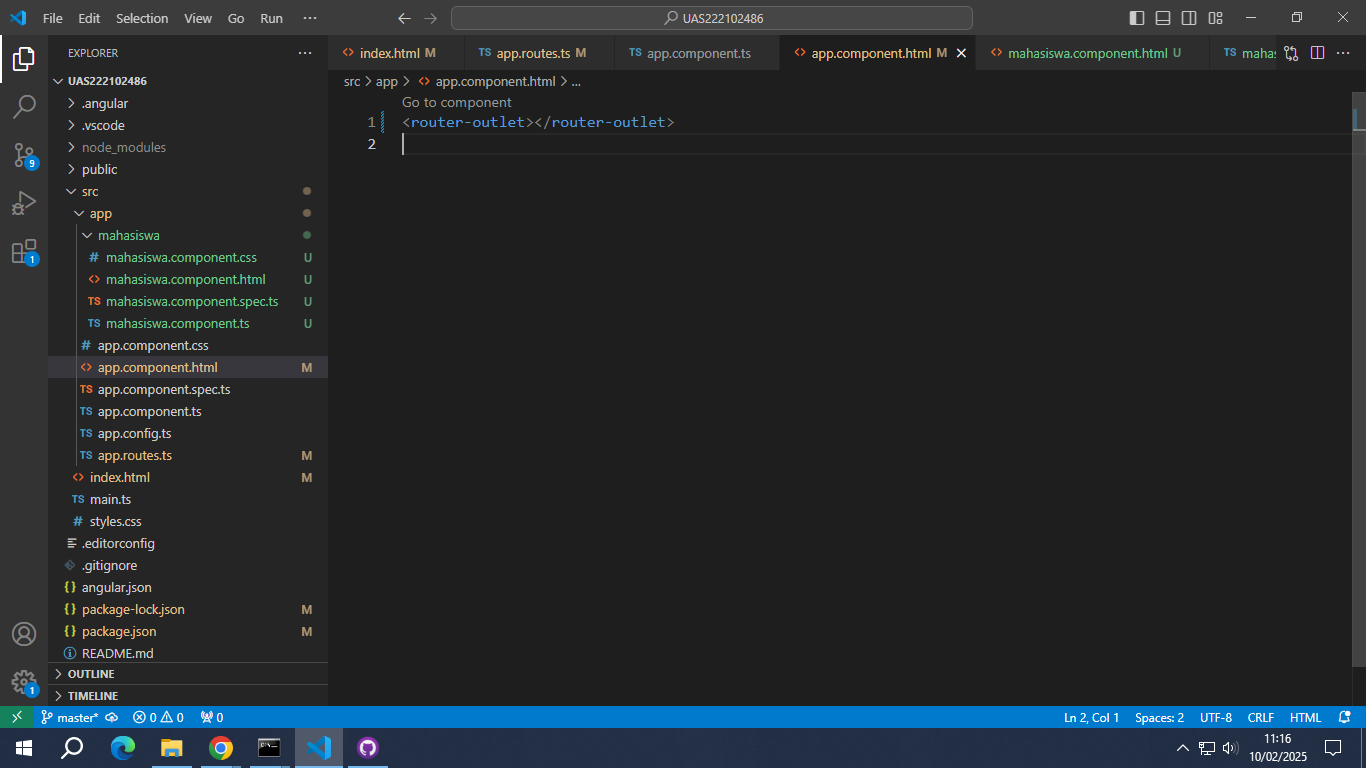 File Edit Selection View Go Run ··· UAS222102486
EXPLORER ···
UAS222102486
.angular
.vscode
node_modules
public
src
app
mahasiswa
# mahasiswa.component.css U
<> mahasiswa.component.html U
TS mahasiswa.component.spec.ts U
TS mahasiswa.component.ts U
# app.component.css
<> app.component.html M
TS app.component.spec.ts
TS app.component.ts
TS app.config.ts
TS app.routes.ts M
<> index.html M
TS main.ts
# styles.css
.editorconfig
.gitignore
{} angular.json
{} package-lock.json M
{} package.json M
README.md
OUTLINE
TIMELINE
9
1
1
<> index.html M TS app.routes.ts M TS app.component.ts <> app.component.html M <> mahasiswa.component.html U TS mahas ···
src > app > <> app.component.html > ...
Go to component
1 <router-outlet></router-outlet>
2
master* 0 0 0 Ln 2, Col 1 Spaces: 2 UTF-8 CRLF HTML
11:16
10/02/2025